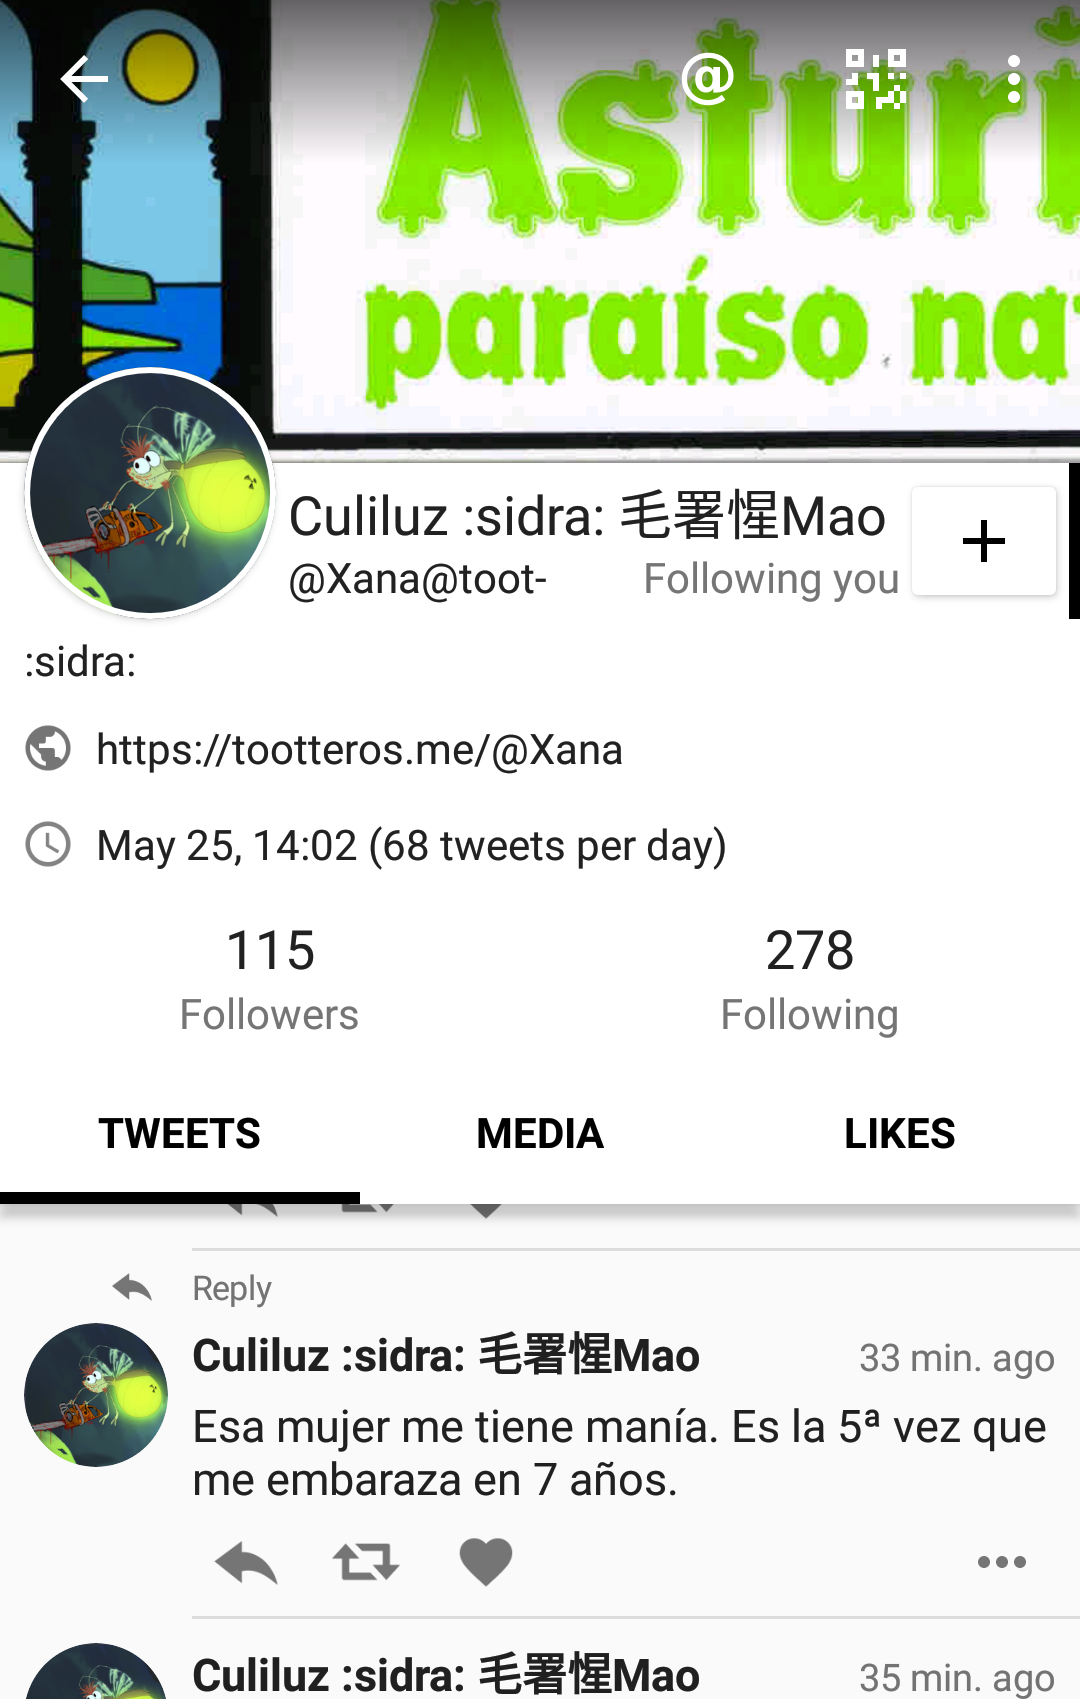 Asturi
paraíso na
@
Culiluz :sidra: 毛署惺Mao
@Xana@toot-
Following you
:sidra:
https://tootteros.me/@Xana
May 25, 14:02 (68 tweets per day)
115
Followers
278
Following
TWEETS
MEDIA
LIKES
Reply
Culiluz :sidra: 毛署惺Mao
33 min. ago
Esa mujer me tiene manía. Es la 5ª vez que
me embaraza en 7 años.
Culiluz :sidra: 毛署惺Mao
35 min. ago